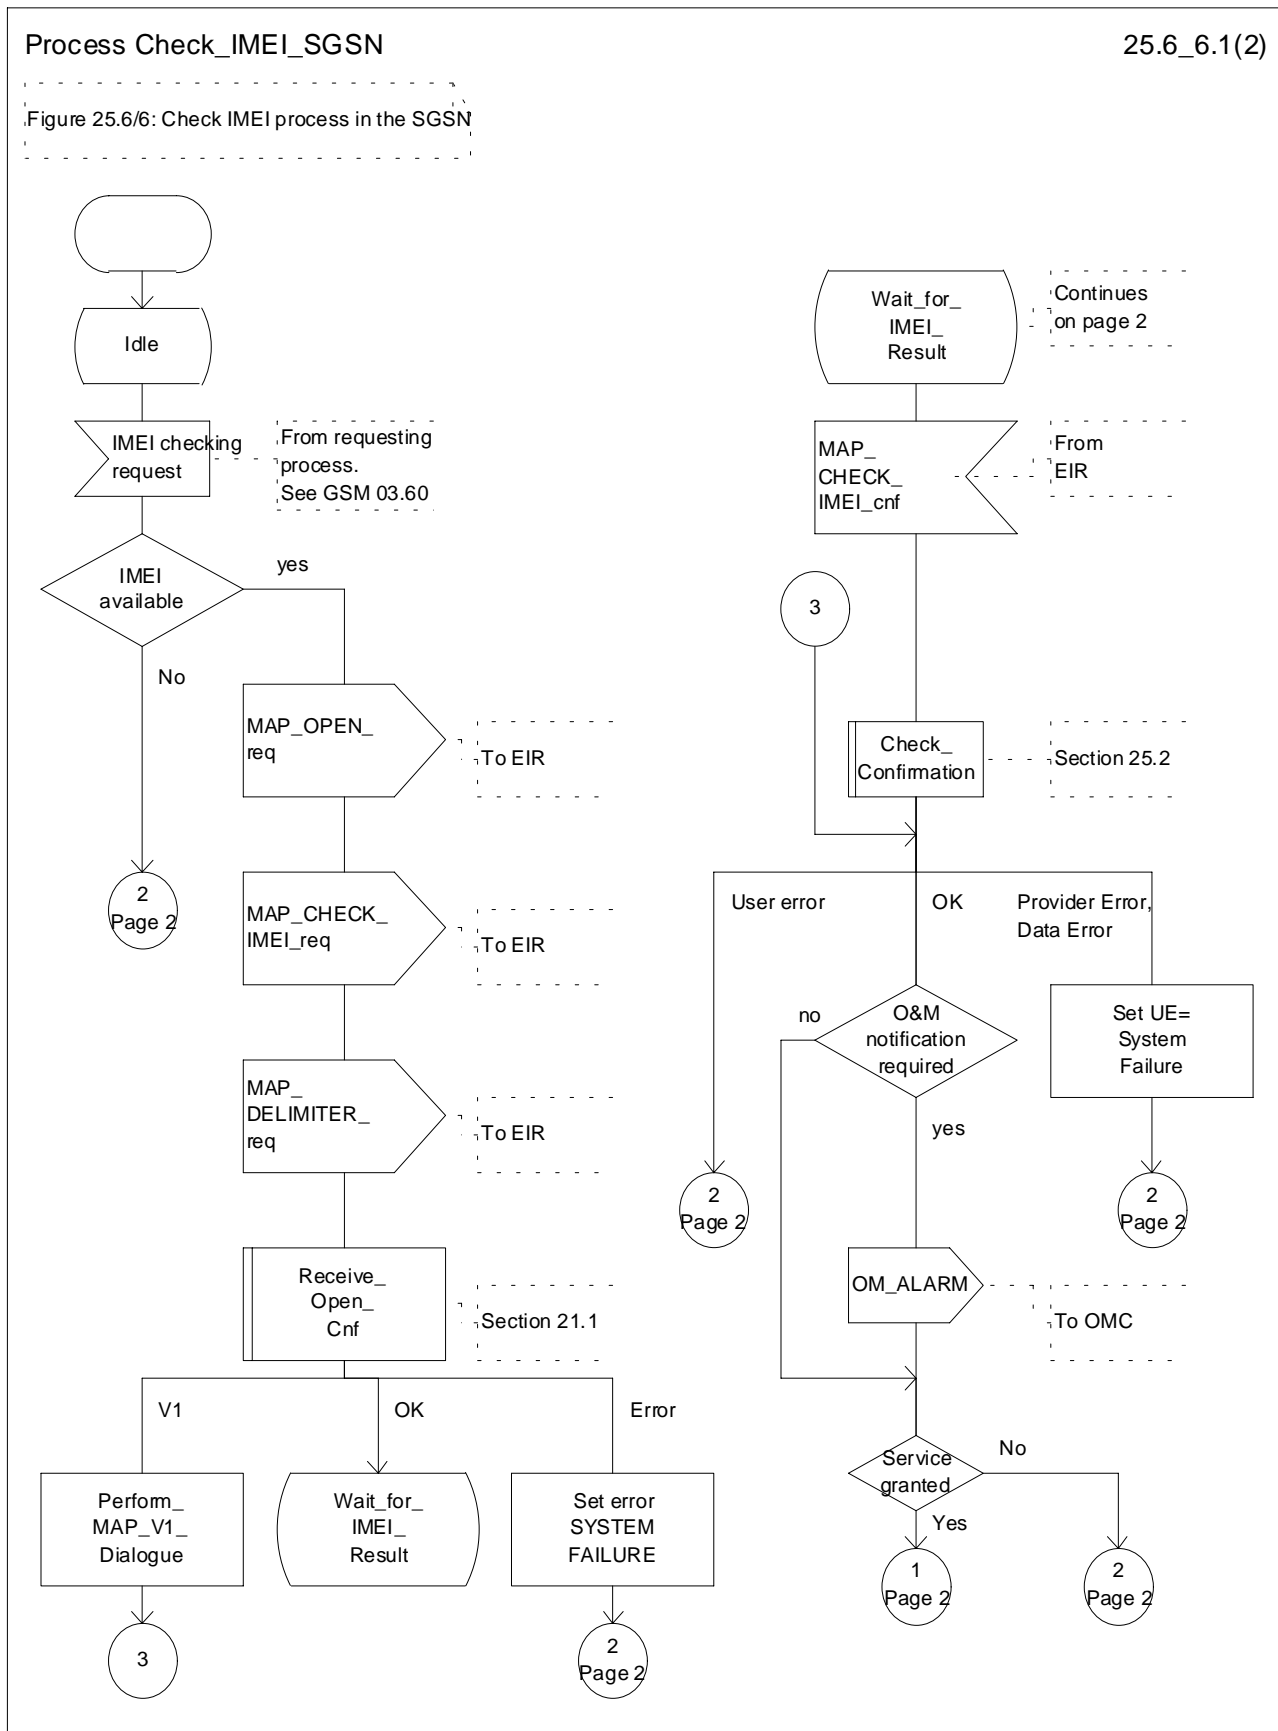 Process Check_IMEI_SGSN
25.6_6.1(2)
Figure 25.6/6: Check IMEI process in the SGSN
Idle
IMEI checking
request
From requesting
process.
See GSM 03.60
IMEI
available
yes
No
2
Page 2
MAP_OPEN_
req
To EIR
MAP_CHECK_
IMEI_req
To EIR
MAP_
DELIMITER_
req
To EIR
Receive_
Open_
Cnf
Section 21.1
V1
OK
Error
Perform_
MAP_V1_
Dialogue
Wait_for_
IMEI_
Result
Set error
SYSTEM
FAILURE
3
2
Page 2
Wait_for_
IMEI_
Result
Continues
on page 2
MAP_
CHECK_
IMEI_cnf
From
EIR
3
Check_
Confirmation
Section 25.2
User error
OK
Provider Error,
Data Error
no
O&M
notification
required
Set UE=
System
Failure
yes
2
Page 2
2
Page 2
OM_ALARM
To OMC
Service
granted
No
Yes
1
Page 2
2
Page 2